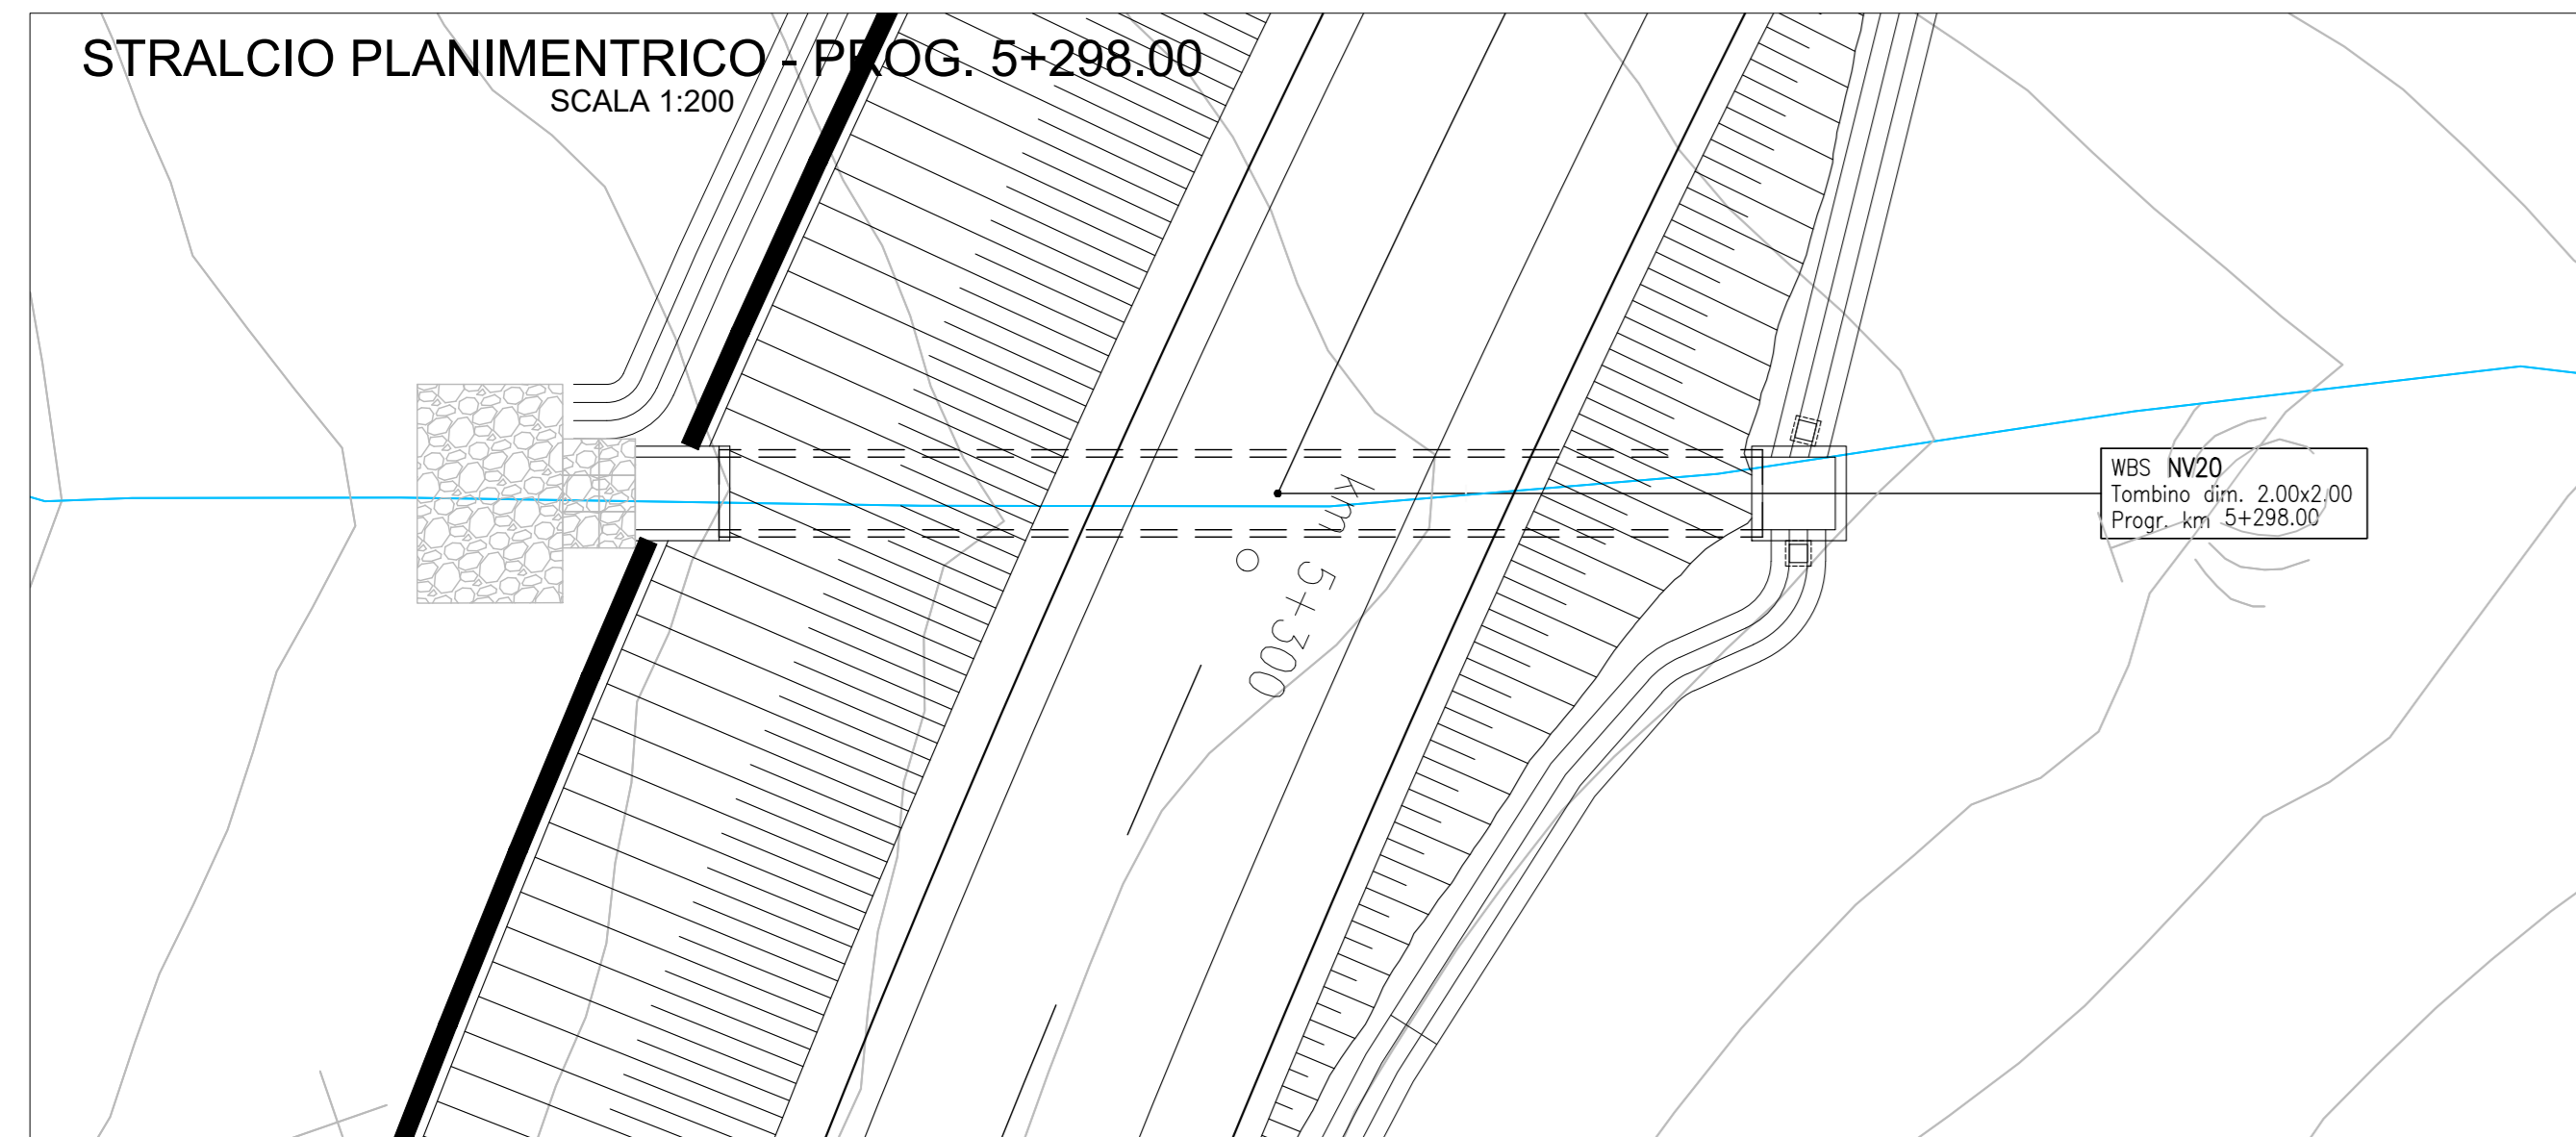 STRALCIO PLANIMENTRICO - PROG. 5+298.00
SCALA 1:200
WBS NV20
Tombino dim. 2.00x2.00
Progr. km 5+298.00
Km 5+300